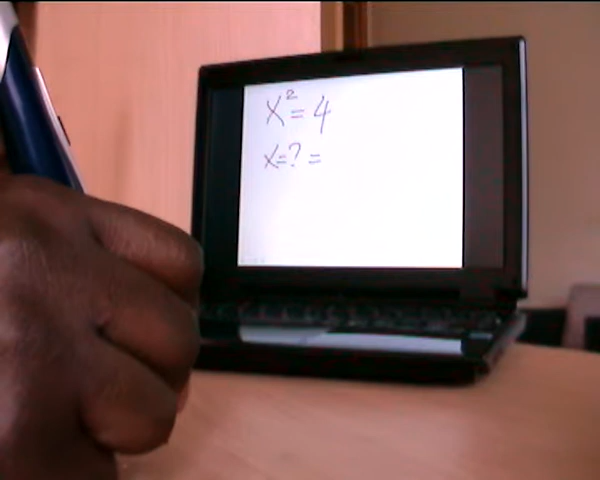 x² = 4
x = ? =